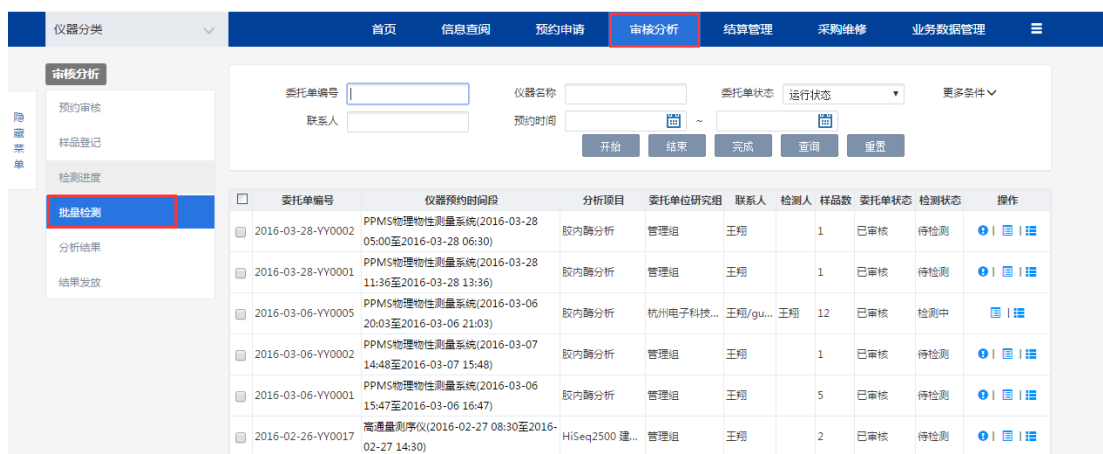 仪器分类 首页 信息查阅 预约申请 审核分析 结算管理 采购维修 业务数据管理
审核分析
预约审核
样品登记
检测进度
批量检测
分析结果
结果发放
隐藏菜单
委托单编号 仪器名称 委托单状态 运行状态 更多条件
联系人 预约时间 ~
开始 结束 完成 查询 重置
委托单编号 仪器预约时间段 分析项目 委托单位研究组 联系人 检测人 样品数 委托单状态 检测状态 操作
2016-03-28-YY0002 PPMS物理物性测量系统(2016-03-28 胶内酶分析 管理组 王翔 1 已审核 待检测
05:00至2016-03-28 06:30)
2016-03-28-YY0001 PPMS物理物性测量系统(2016-03-28 胶内酶分析 管理组 王翔 1 已审核 待检测
11:36至2016-03-28 13:36)
2016-03-06-YY0005 PPMS物理物性测量系统(2016-03-06 胶内酶分析 杭州电子科技... 王翔/gu... 王翔 12 已审核 检测中
20:03至2016-03-06 21:03)
2016-03-06-YY0002 PPMS物理物性测量系统(2016-03-07 胶内酶分析 管理组 王翔 1 已审核 待检测
14:48至2016-03-07 15:48)
2016-03-06-YY0001 PPMS物理物性测量系统(2016-03-06 胶内酶分析 管理组 王翔 5 已审核 待检测
15:47至2016-03-06 16:47)
2016-02-26-YY0017 高通量测序仪(2016-02-27 08:30至2016- HiSeq2500 建... 管理组 王翔 2 已审核 待检测
02-27 14:30)